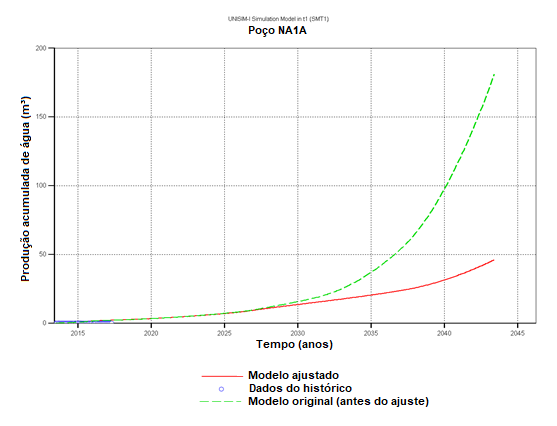 UNISIM-I Simulation Model in t1 (SMT1)
Poço NA1A
200
150
100
50
0
Produção acumulada de água (m³)
2015 2020 2025 2030 2035 2040 2045
Tempo (anos)
Modelo ajustado
Dados do histórico
Modelo original (antes do ajuste)